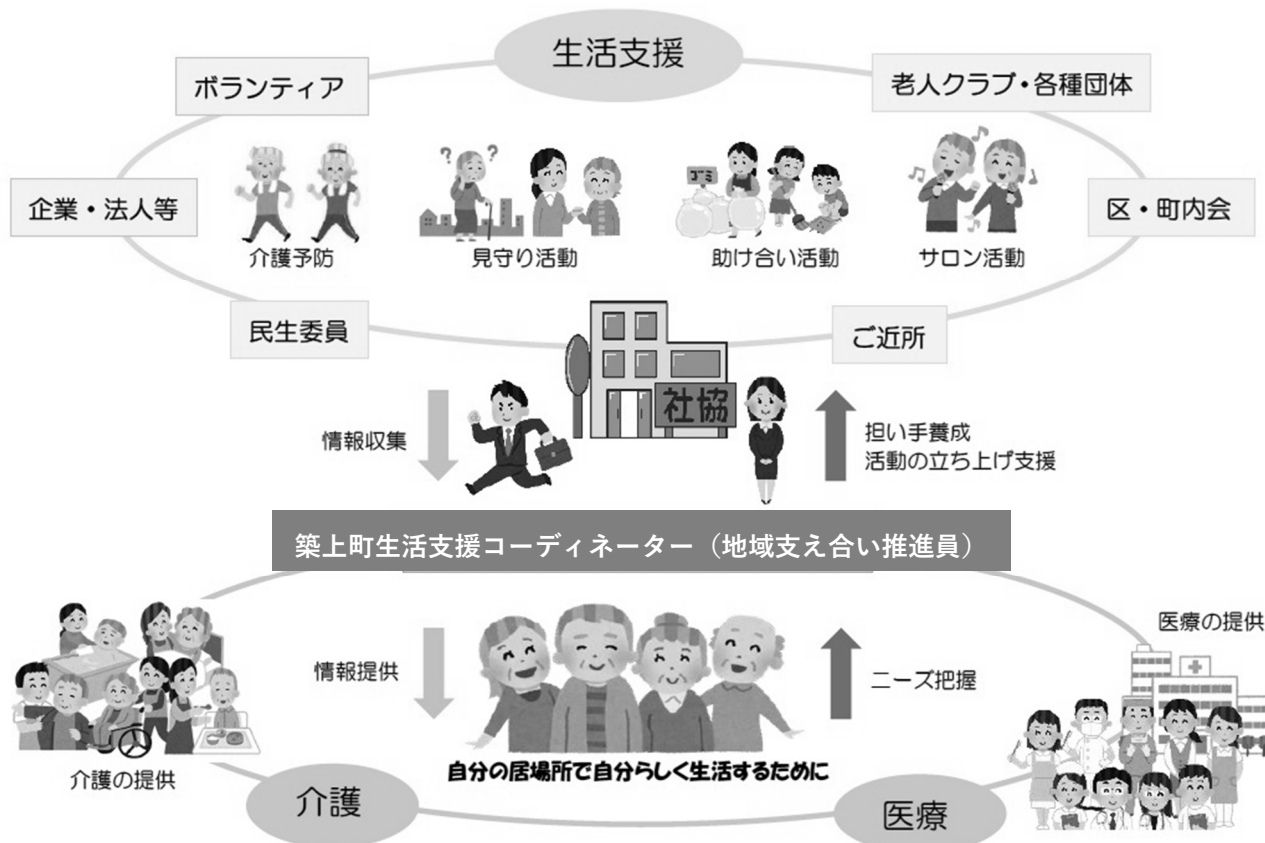 生活支援
ボランティア
老人クラブ・各種団体
企業・法人等
区・町内会
ゴミ
介護予防
見守り活動
助け合い活動
サロン活動
民生委員
ご近所
社協
情報収集
担い手養成
活動の立ち上げ支援
築上町生活支援コーディネーター（地域支え合い推進員）
医療の提供
情報提供
ニーズ把握
介護の提供
自分の居場所で自分らしく生活するために
介護
医療